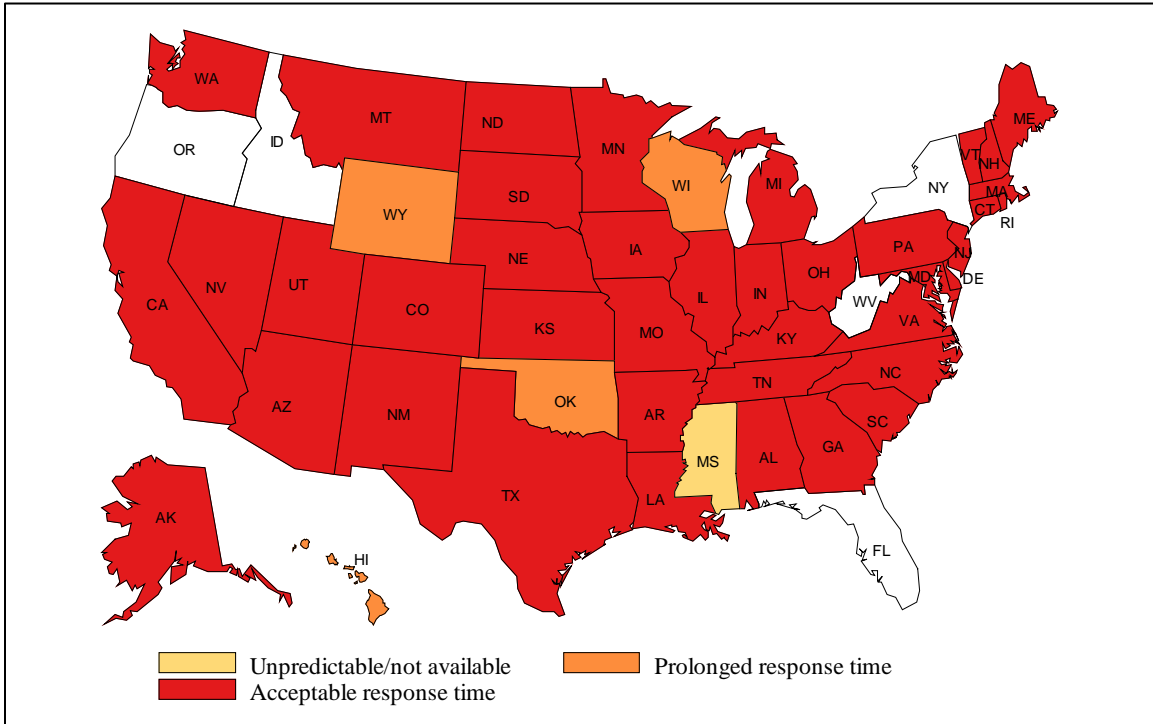 WA
MT
ND
MN
ME
OR
ID
VT
NH
WI
MI
NY
MA
CT
RI
SD
WY
IA
NE
PA
NJ
OH
MD
DE
NV
UT
IL
IN
WV
CA
CO
VA
KS
MO
KY
NC
TN
OK
AZ
NM
AR
SC
MS
AL
GA
TX
LA
AK
HI
FL
Unpredictable/not available
Prolonged response time
Acceptable response time